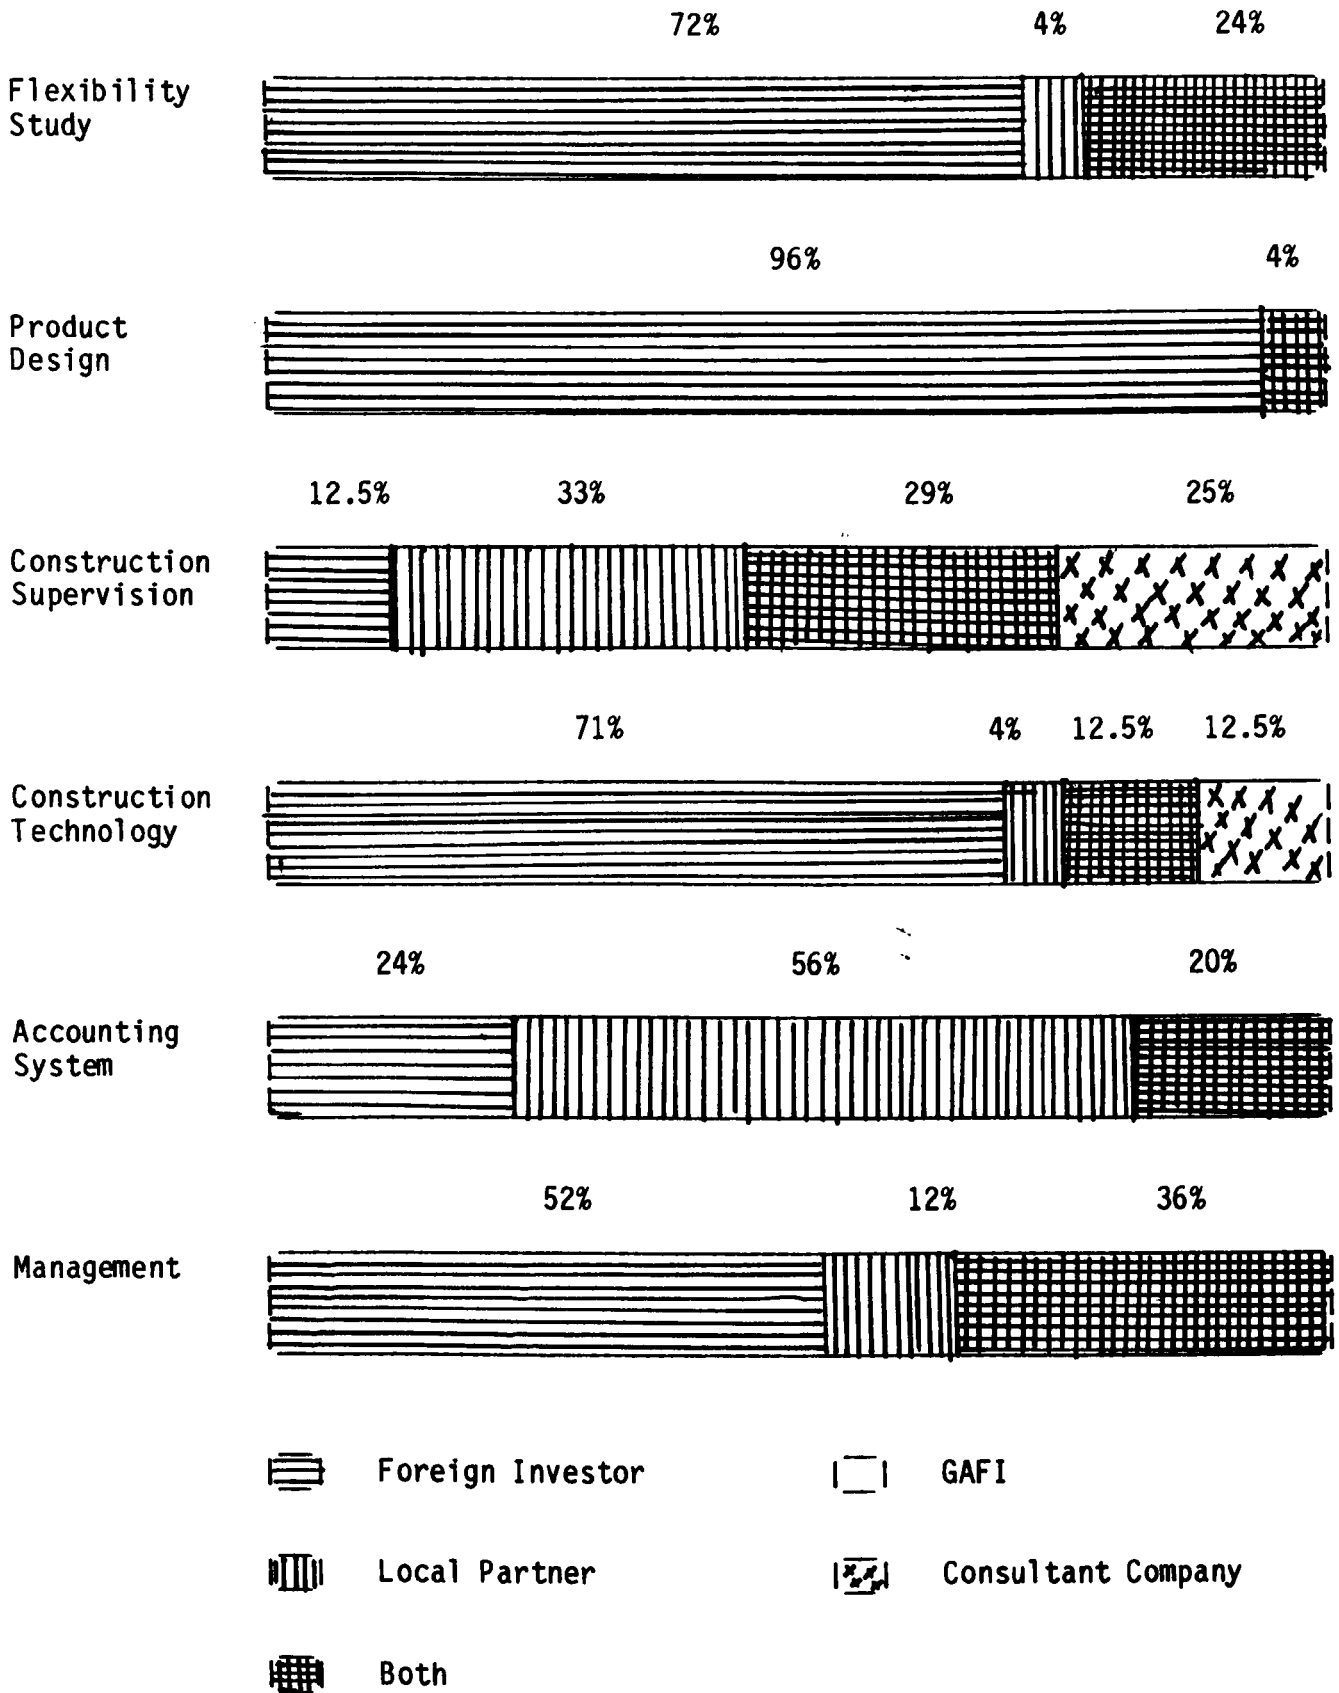 72% 4% 24%
Flexibility
Study
96% 4%
Product
Design
12.5% 33% 29% 25%
Construction
Supervision
71% 4% 12.5% 12.5%
Construction
Technology
24% 56% 20%
Accounting
System
52% 12% 36%
Management
Foreign Investor GAFI
Local Partner Consultant Company
Both